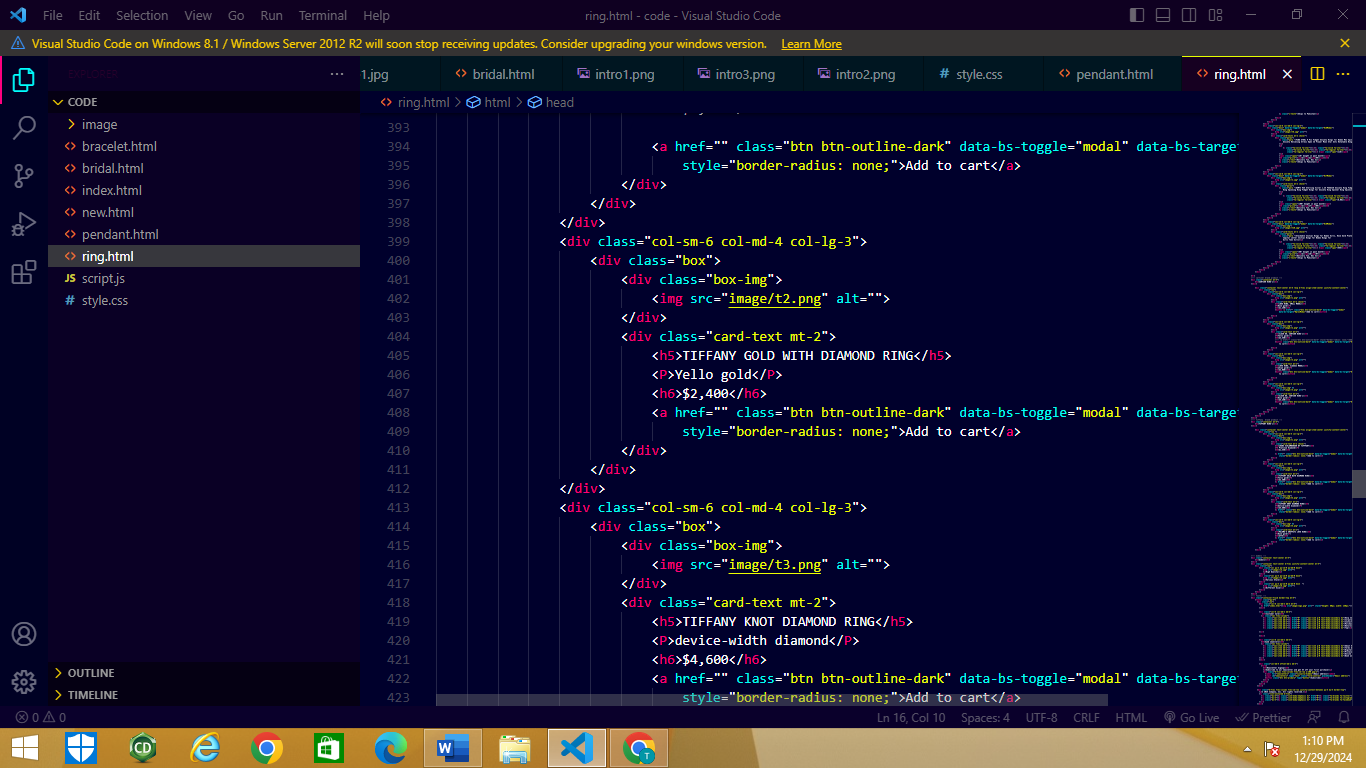 File Edit Selection View Go Run Terminal Help ring.html - code - Visual Studio Code
Visual Studio Code on Windows 8.1 / Windows Server 2012 R2 will soon stop receiving updates. Consider upgrading your windows version. Learn More
EXPLORER
1.jpg bridal.html intro1.png intro3.png intro2.png style.css pendant.html ring.html
CODE
image
bracelet.html
bridal.html
index.html
new.html
pendant.html
ring.html
JS script.js
# style.css
OUTLINE
TIMELINE
ring.html > html > head
393
394 <a href="" class="btn btn-outline-dark" data-bs-toggle="modal" data-bs-target
395 style="border-radius: none;">Add to cart</a>
396 </div>
397 </div>
398 </div>
399 <div class="col-sm-6 col-md-4 col-lg-3">
400 <div class="box">
401 <div class="box-img">
402 <img src="image/t2.png" alt="">
403 </div>
404 <div class="card-text mt-2">
405 <h5>TIFFANY GOLD WITH DIAMOND RING</h5>
406 <P>Yello gold</P>
407 <h6>$2,400</h6>
408 <a href="" class="btn btn-outline-dark" data-bs-toggle="modal" data-bs-target
409 style="border-radius: none;">Add to cart</a>
410 </div>
411 </div>
412 </div>
413 <div class="col-sm-6 col-md-4 col-lg-3">
414 <div class="box">
415 <div class="box-img">
416 <img src="image/t3.png" alt="">
417 </div>
418 <div class="card-text mt-2">
419 <h5>TIFFANY KNOT DIAMOND RING</h5>
420 <P>device-width diamond</P>
421 <h6>$4,600</h6>
422 <a href="" class="btn btn-outline-dark" data-bs-toggle="modal" data-bs-target
423 style="border-radius: none;">Add to cart</a>
0 0 Ln 16, Col 10 Spaces: 4 UTF-8 CRLF HTML Go Live Prettier
1:10 PM
12/29/2024